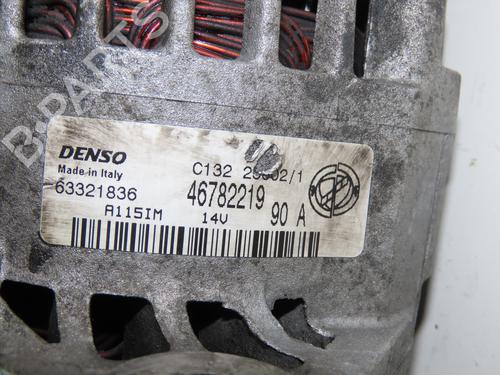 B-PARTS
DENSO
Made in Italy
63321836
A115IM
C132
46782219
14V
90 A